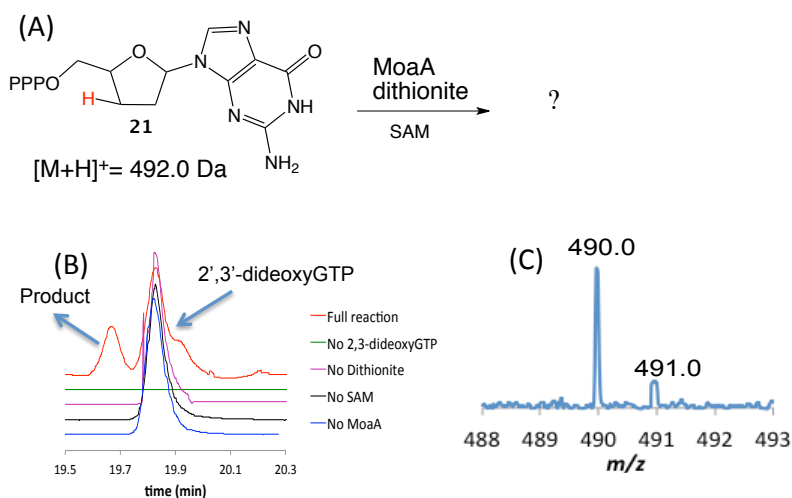 (A)
PPPO
O
N
N
O
NH
N
NH₂
H
21
[M+H]⁺= 492.0 Da
MoaA
dithionite
SAM
?
(B)
Product
2',3'-dideoxyGTP
Full reaction
No 2,3-dideoxyGTP
No Dithionite
No SAM
No MoaA
19.5 19.7 19.9 20.1 20.3
time (min)
(C)
490.0
491.0
488 489 490 491 492 493
m/z